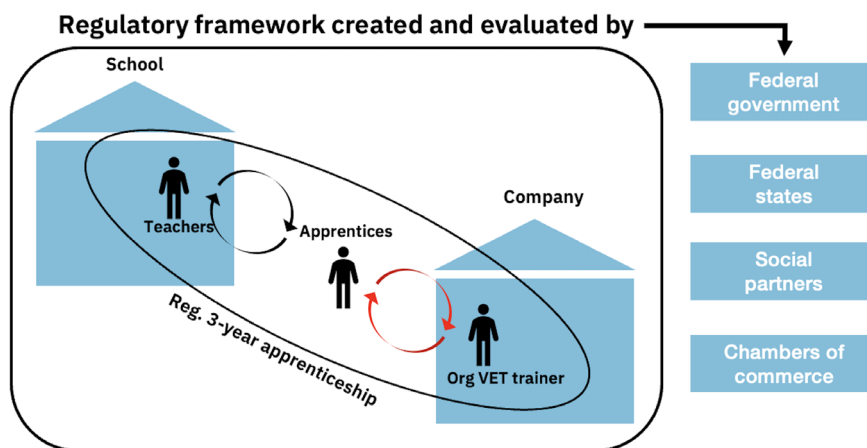 Regulatory framework created and evaluated by
School
Federal
government
Federal
states
Company
Teachers
Apprentices
Social
partners
Reg. 3-year apprenticeship
Org VET trainer
Chambers of
commerce